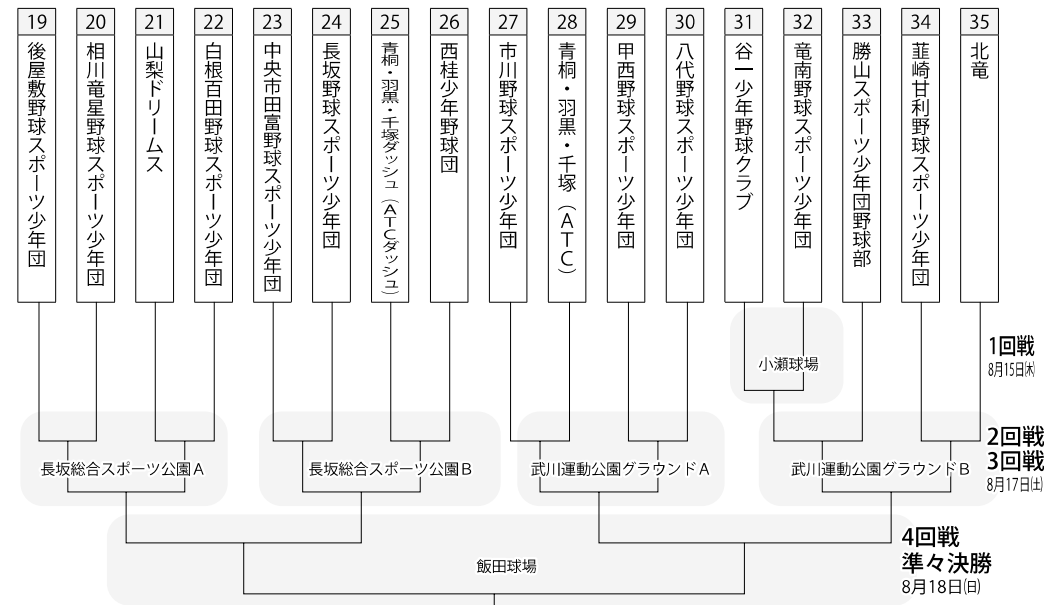 19
後屋敷野球スポーツ少年団
20
相川竜星野球スポーツ少年団
21
山梨ドリームス
22
白根百田野球スポーツ少年団
23
中央市田富野球スポーツ少年団
24
長坂野球スポーツ少年団
25
青桐・羽黒・千塚ダッシュ（ATCダッシュ）
26
西桂少年野球団
27
市川野球スポーツ少年団
28
青桐・羽黒・千塚（ATC）
29
甲西野球スポーツ少年団
30
八代野球スポーツ少年団
31
谷一少年野球クラブ
32
竜南野球スポーツ少年団
33
勝山スポーツ少年団野球部
34
韮崎甘利野球スポーツ少年団
35
北竜
1回戦
8月15日㈭
小瀬球場
2回戦
3回戦
8月17日㈯
長坂総合スポーツ公園A
長坂総合スポーツ公園B
武川運動公園グラウンドA
武川運動公園グラウンドB
4回戦
準々決勝
8月18日㈰
飯田球場